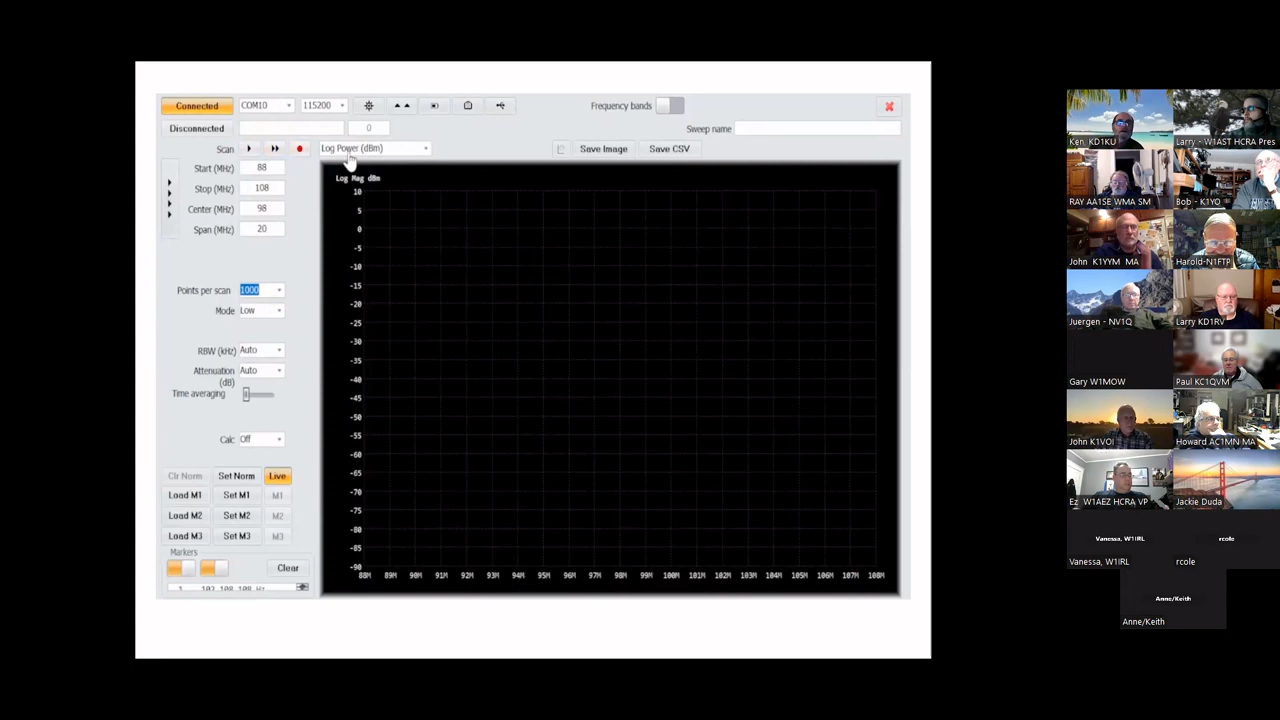 Connected COM10 115200 Frequency bands
Disconnected 0 Sweep name
Scan Log Power (dBm) Save Image Save CSV
Start (MHz) 88
Stop (MHz) 108
Center (MHz) 98
Span (MHz) 20
Points per scan 1000
Mode Low
RBW (kHz) Auto
Attenuation (dB) Auto
Time averaging
Calc Off
Clr Norm Set Norm Live
Load M1 Set M1 M1
Load M2 Set M2 M2
Load M3 Set M3 M3
Markers
Clear
Log Mag dBm
10
5
0
-5
-10
-15
-20
-25
-30
-35
-40
-45
-50
-55
-60
-65
-70
-75
-80
-85
-90
88M 89M 90M 91M 92M 93M 94M 95M 96M 97M 98M 99M 100M 101M 102M 103M 104M 105M 106M 107M 108M
Ken, KD1KU
Larry - W1AST HCRA Pres
RAY AA1SE WMA SM
Bob - K1YO
John K1YYM MA
Harold-N1FTP
Juergen - NV1Q
Larry KD1RV
Gary W1MOW
Paul KC1QVM
John K1VOI
Howard AC1MN MA
Ez W1AEZ HCRA VP
Jackie Duda
Vanessa, W1IRL
Vanessa, W1IRL
rcole
rcole
Anne/Keith
Anne/Keith